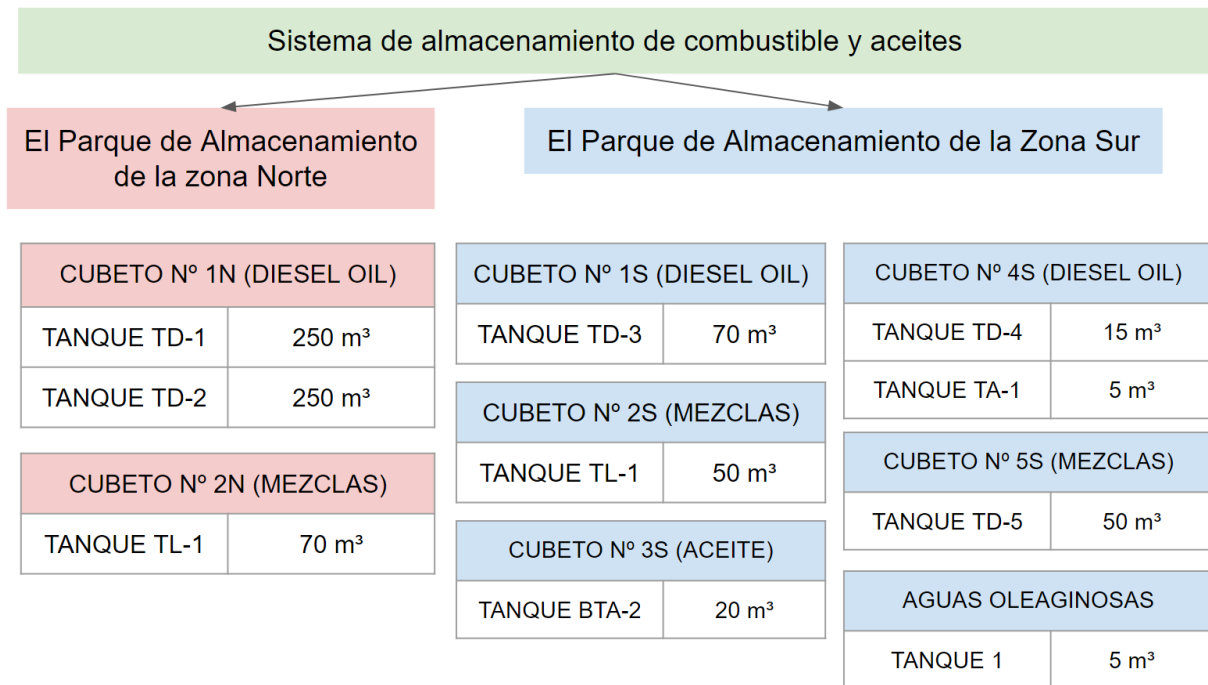 Sistema de almacenamiento de combustible y aceites
El Parque de Almacenamiento
de la zona Norte
El Parque de Almacenamiento de la Zona Sur
CUBETO Nº 1N (DIESEL OIL)
TANQUE TD-1 250 m³
TANQUE TD-2 250 m³
CUBETO Nº 2N (MEZCLAS)
TANQUE TL-1 70 m³
CUBETO Nº 1S (DIESEL OIL)
TANQUE TD-3 70 m³
CUBETO Nº 2S (MEZCLAS)
TANQUE TL-1 50 m³
CUBETO Nº 3S (ACEITE)
TANQUE BTA-2 20 m³
CUBETO Nº 4S (DIESEL OIL)
TANQUE TD-4 15 m³
TANQUE TA-1 5 m³
CUBETO Nº 5S (MEZCLAS)
TANQUE TD-5 50 m³
AGUAS OLEAGINOSAS
TANQUE 1 5 m³